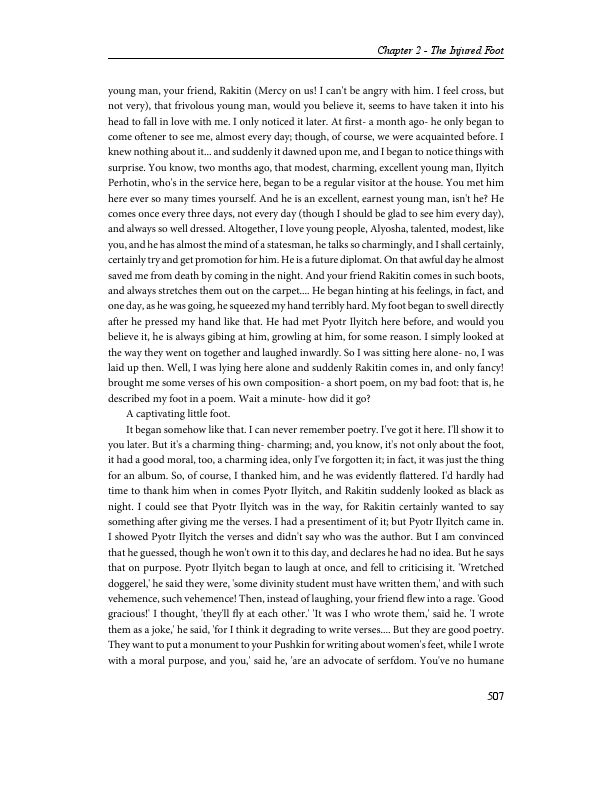 Chapter 2 - The Injured Foot
young man, your friend, Rakitin (Mercy on us! I can't be angry with him. I feel cross, but
not very), that frivolous young man, would you believe it, seems to have taken it into his
head to fall in love with me. I only noticed it later. At first- a month ago- he only began to
come oftener to see me, almost every day; though, of course, we were acquainted before. I
knew nothing about it... and suddenly it dawned upon me, and I began to notice things with
surprise. You know, two months ago, that modest, charming, excellent young man, Ilyitch
Perhotin, who's in the service here, began to be a regular visitor at the house. You met him
here ever so many times yourself. And he is an excellent, earnest young man, isn't he? He
comes once every three days, not every day (though I should be glad to see him every day),
and always so well dressed. Altogether, I love young people, Alyosha, talented, modest, like
you, and he has almost the mind of a statesman, he talks so charmingly, and I shall certainly,
certainly try and get promotion for him. He is a future diplomat. On that awful day he almost
saved me from death by coming in the night. And your friend Rakitin comes in such boots,
and always stretches them out on the carpet.... He began hinting at his feelings, in fact, and
one day, as he was going, he squeezed my hand terribly hard. My foot began to swell directly
after he pressed my hand like that. He had met Pyotr Ilyitch here before, and would you
believe it, he is always gibing at him, growling at him, for some reason. I simply looked at
the way they went on together and laughed inwardly. So I was sitting here alone- no, I was
laid up then. Well, I was lying here alone and suddenly Rakitin comes in, and only fancy!
brought me some verses of his own composition- a short poem, on my bad foot: that is, he
described my foot in a poem. Wait a minute- how did it go?
A captivating little foot.
It began somehow like that. I can never remember poetry. I've got it here. I'll show it to
you later. But it's a charming thing- charming; and, you know, it's not only about the foot,
it had a good moral, too, a charming idea, only I've forgotten it; in fact, it was just the thing
for an album. So, of course, I thanked him, and he was evidently flattered. I'd hardly had
time to thank him when in comes Pyotr Ilyitch, and Rakitin suddenly looked as black as
night. I could see that Pyotr Ilyitch was in the way, for Rakitin certainly wanted to say
something after giving me the verses. I had a presentiment of it; but Pyotr Ilyitch came in.
I showed Pyotr Ilyitch the verses and didn't say who was the author. But I am convinced
that he guessed, though he won't own it to this day, and declares he had no idea. But he says
that on purpose. Pyotr Ilyitch began to laugh at once, and fell to criticising it. 'Wretched
doggerel,' he said they were, 'some divinity student must have written them,' and with such
vehemence, such vehemence! Then, instead of laughing, your friend flew into a rage. 'Good
gracious!' I thought, 'they'll fly at each other.' 'It was I who wrote them,' said he. 'I wrote
them as a joke,' he said, 'for I think it degrading to write verses.... But they are good poetry.
They want to put a monument to your Pushkin for writing about women's feet, while I wrote
with a moral purpose, and you,' said he, 'are an advocate of serfdom. You've no humane
507